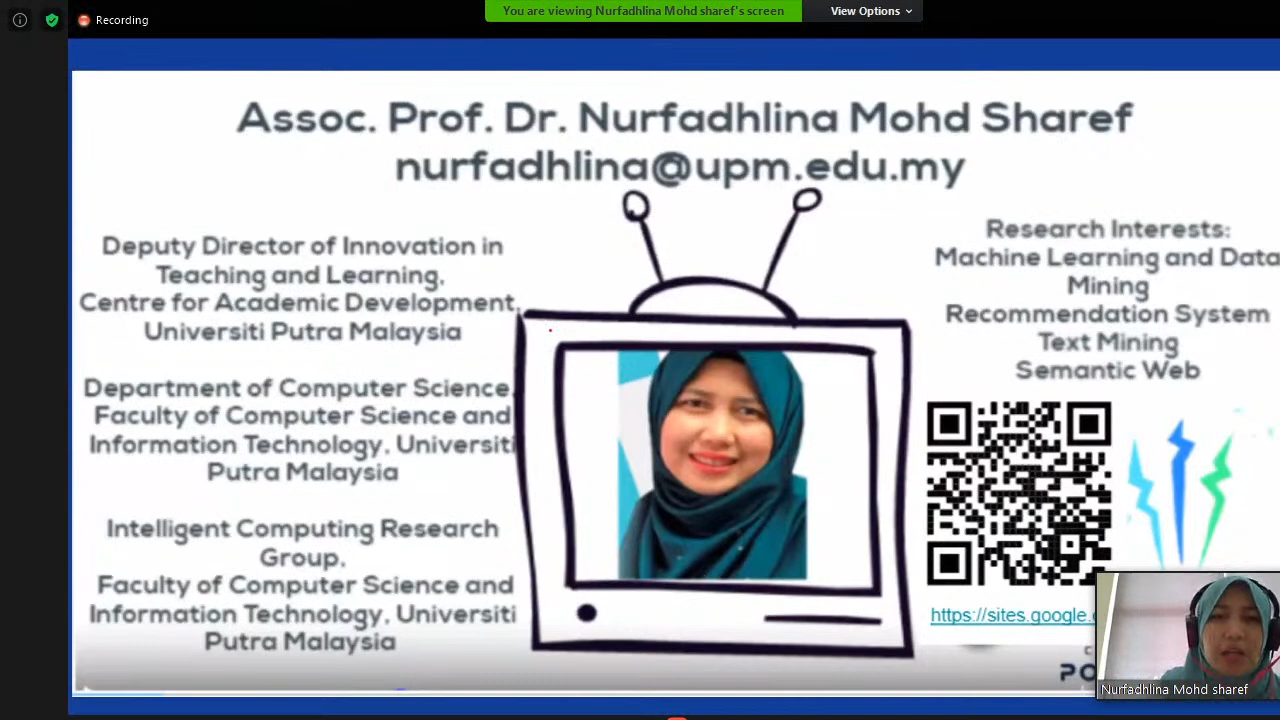 Recording
You are viewing Nurfadhlina Mohd sharef's screen
View Options
Assoc. Prof. Dr. Nurfadhlina Mohd Sharef
nurfadhlina@upm.edu.my
Deputy Director of Innovation in
Teaching and Learning,
Centre for Academic Development,
Universiti Putra Malaysia
Department of Computer Science,
Faculty of Computer Science and
Information Technology, Universiti
Putra Malaysia
Intelligent Computing Research
Group,
Faculty of Computer Science and
Information Technology, Universiti
Putra Malaysia
Research Interests:
Machine Learning and Data
Mining
Recommendation System
Text Mining
Semantic Web
https://sites.google.
PO
Nurfadhlina Mohd sharef